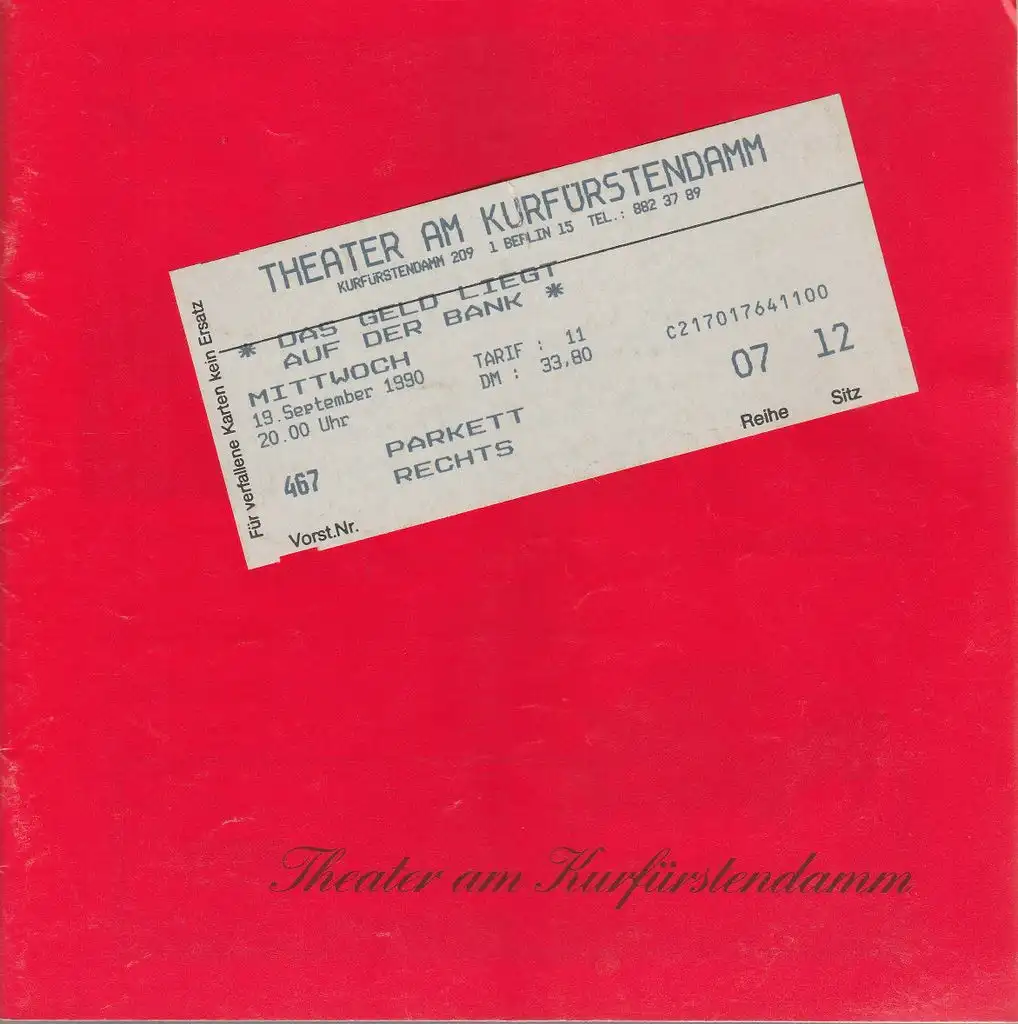 THEATER AM KURFÜRSTENDAMM
KURFÜRSTENDAMM 209 1 BERLIN 15 TEL.: 882 37 89
* DAS GELD LIEGT
AUF DER BANK *
MITTWOCH
19.September 1990
20.00 Uhr
TARIF : 11
DM : 33,80
C217017641100
07 12
Reihe Sitz
PARKETT
RECHTS
467
Vorst.Nr.
Für verfallene Karten kein Ersatz
Theater am Kurfürstendamm